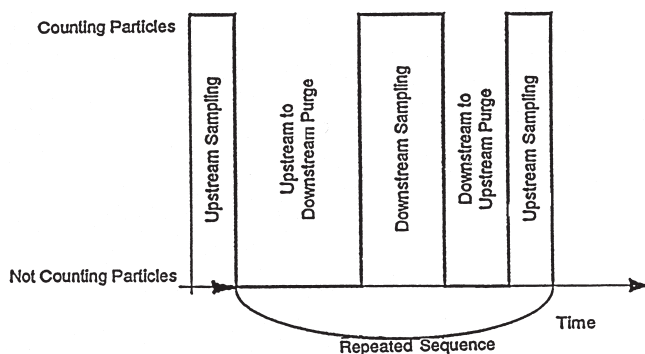 Counting Particles
Upstream Sampling
Upstream to
Downstream Purge
Downstream Sampling
Downstream to
Upstream Purge
Upstream Sampling
Not Counting Particles
Time
Repeated Sequence